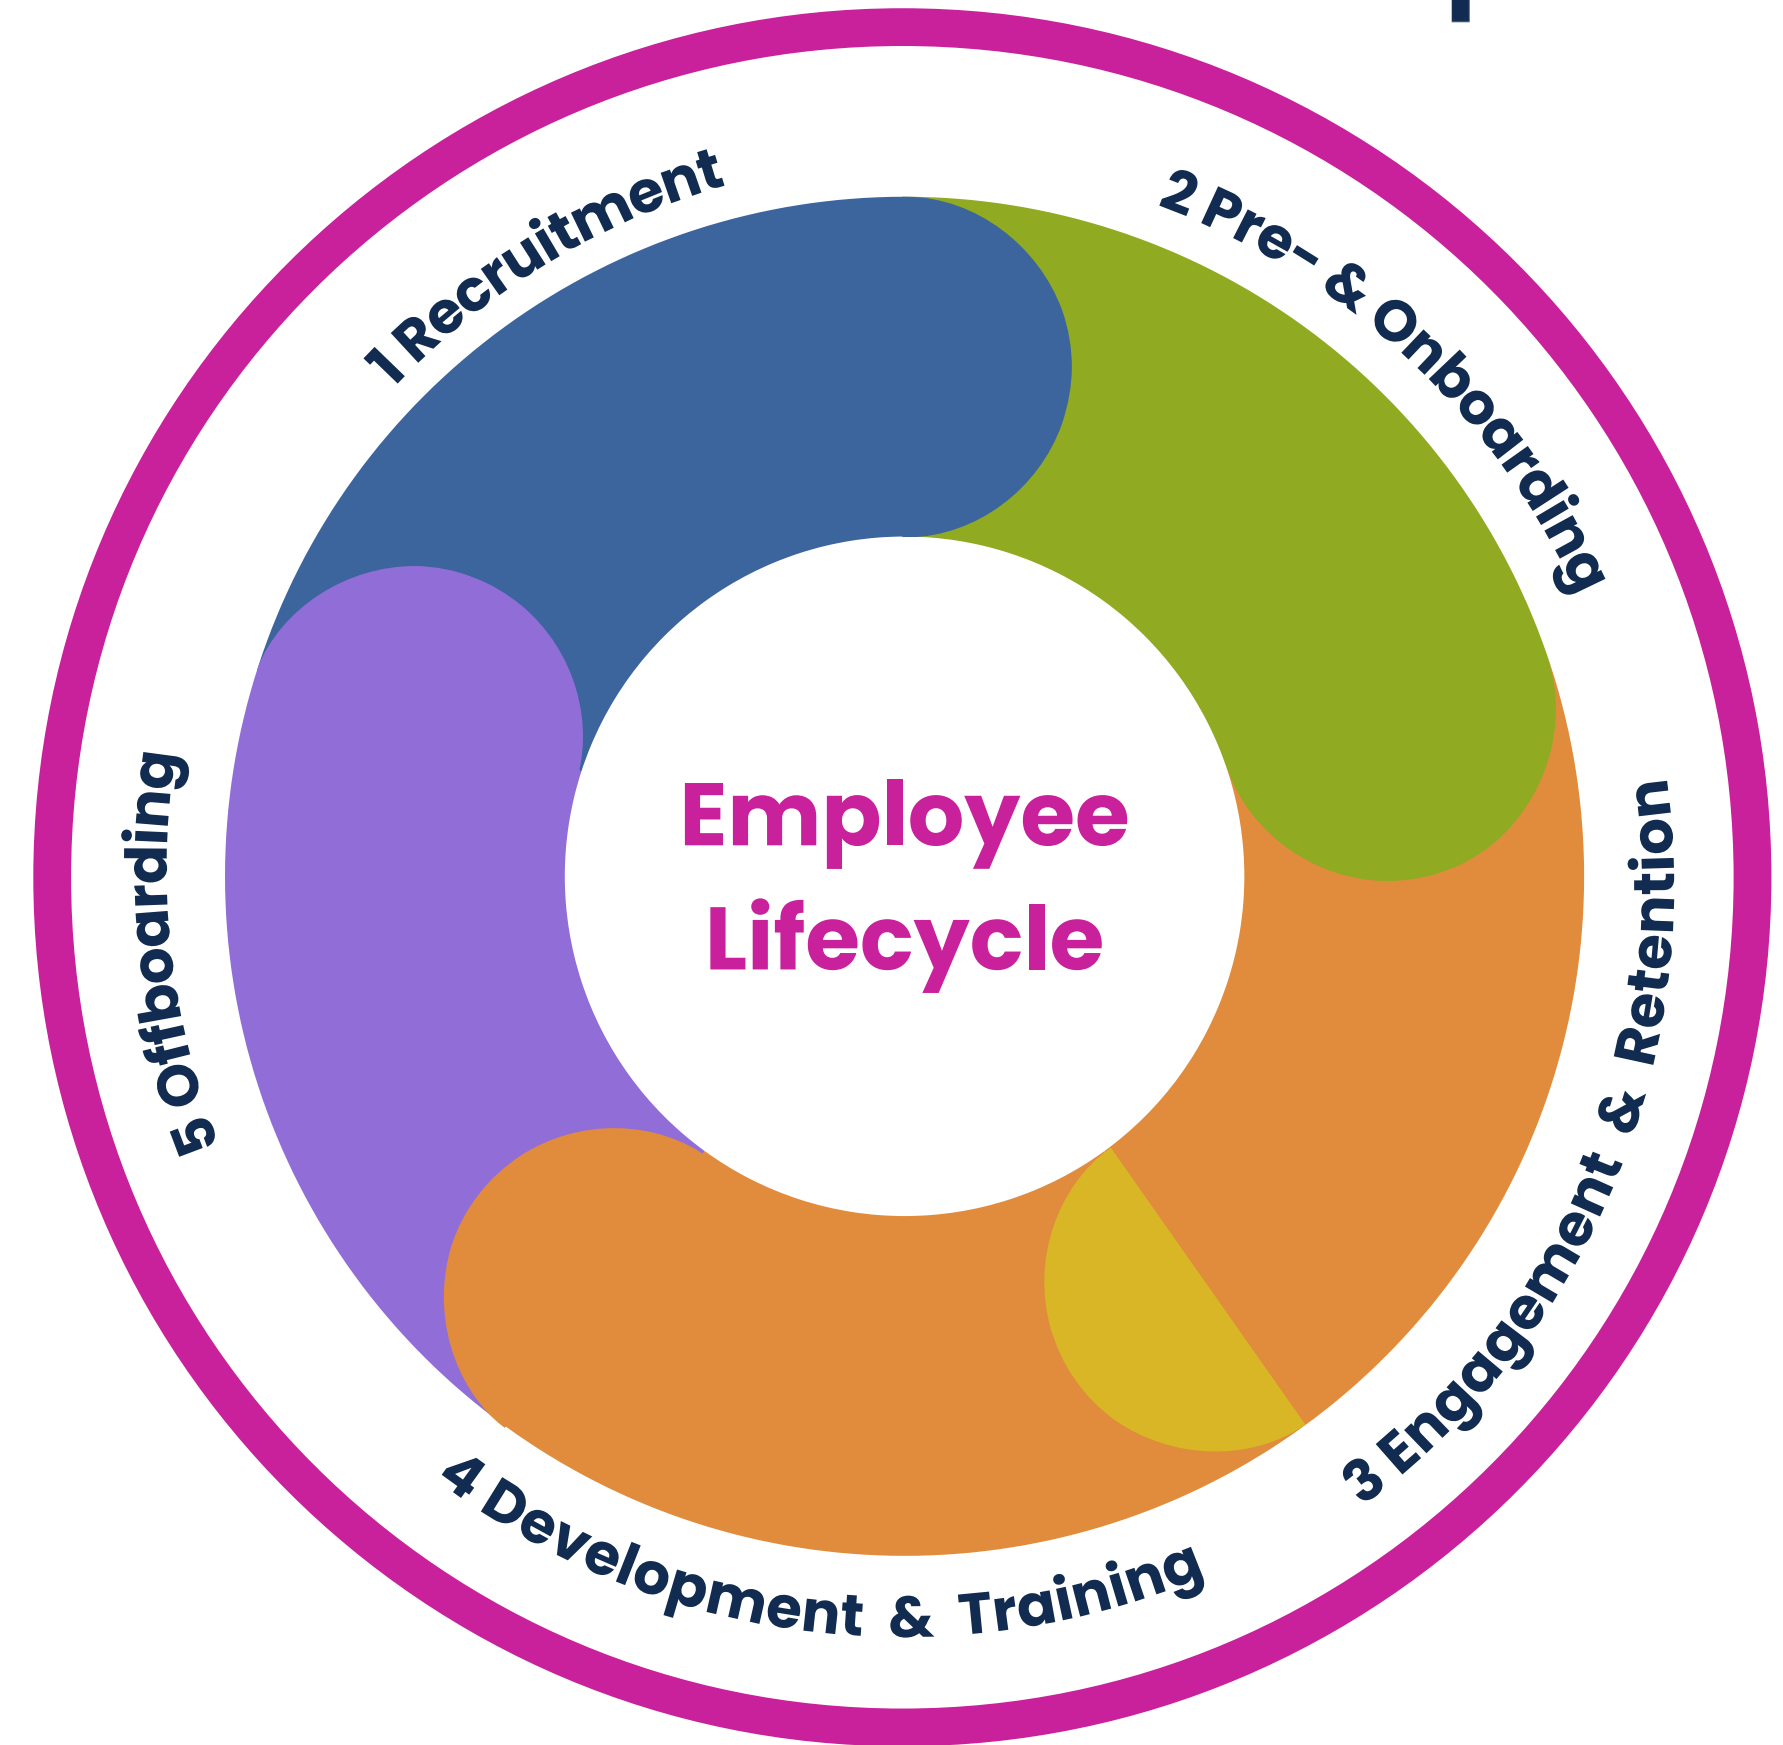 1 Recruitment
2 Pre- & Onboarding
3 Engagement & Retention
4 Development & Training
5 Offboarding
Employee
Lifecycle